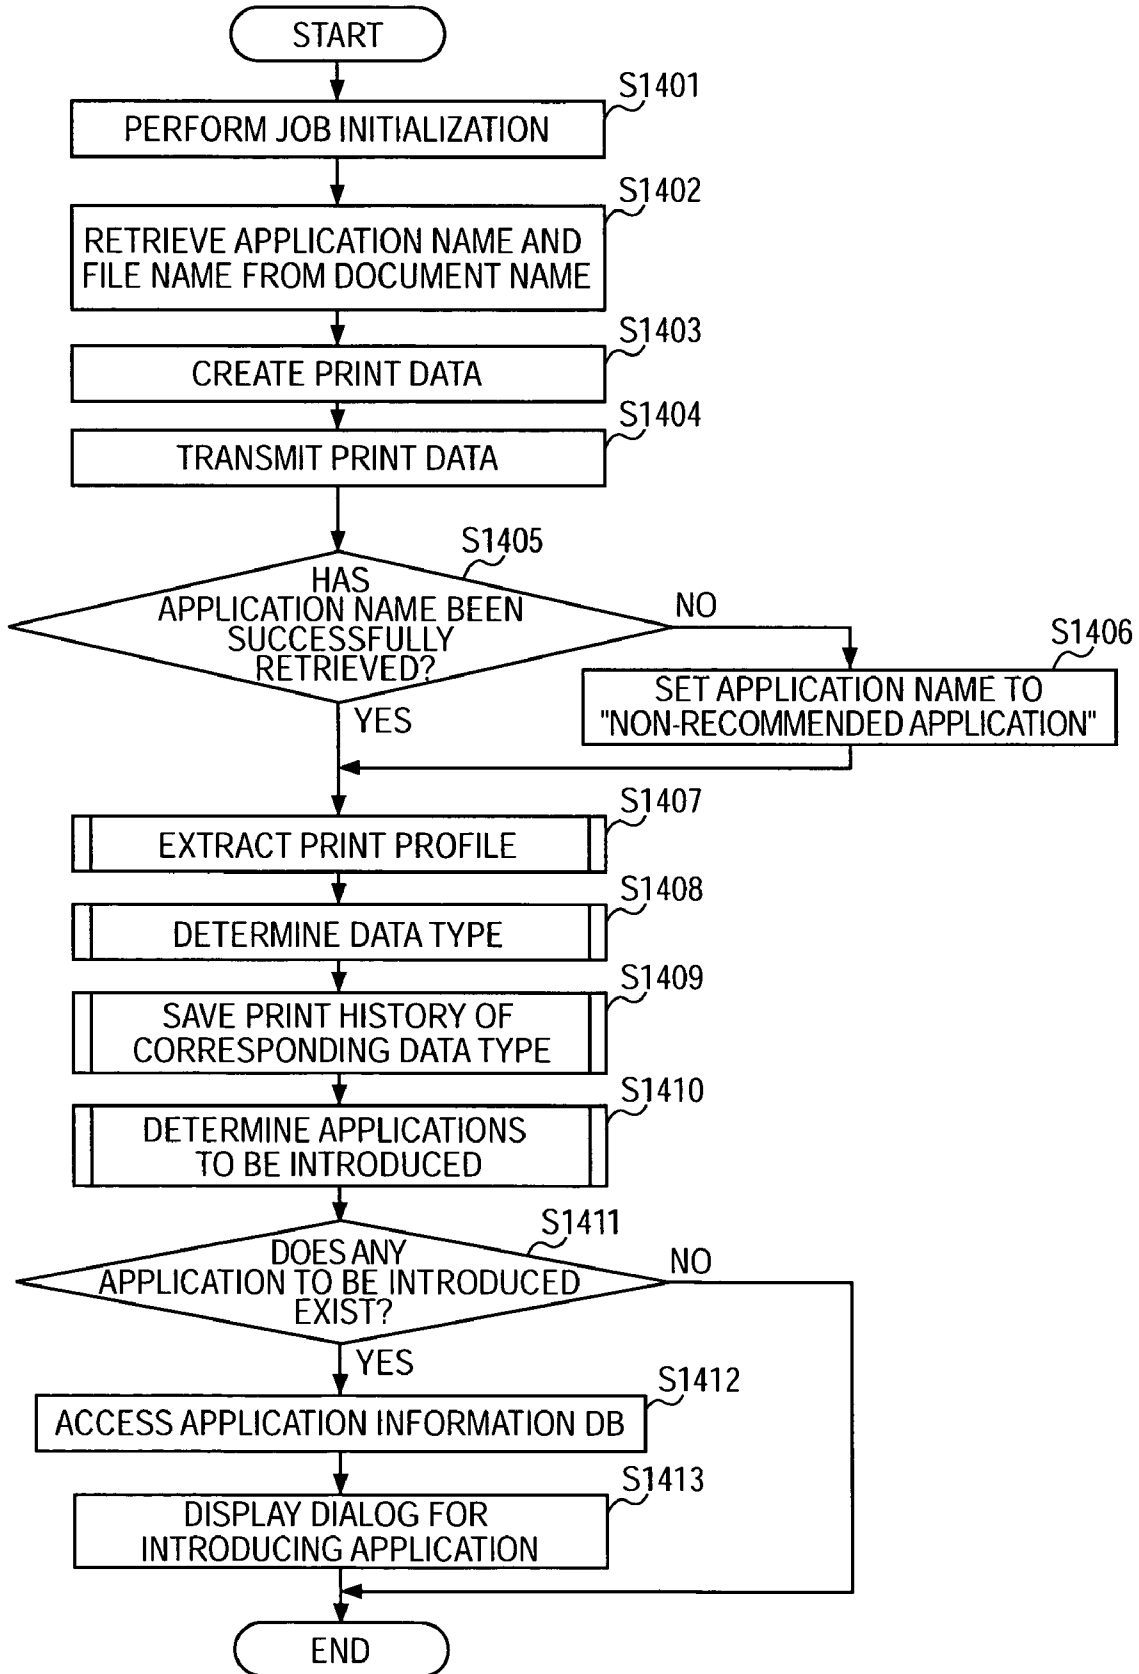 START
S1401
PERFORM JOB INITIALIZATION
S1402
RETRIEVE APPLICATION NAME AND
FILE NAME FROM DOCUMENT NAME
S1403
CREATE PRINT DATA
S1404
TRANSMIT PRINT DATA
S1405
HAS
APPLICATION NAME BEEN
SUCCESSFULLY
RETRIEVED?
NO
S1406
SET APPLICATION NAME TO
"NON-RECOMMENDED APPLICATION"
YES
S1407
EXTRACT PRINT PROFILE
S1408
DETERMINE DATA TYPE
S1409
SAVE PRINT HISTORY OF
CORRESPONDING DATA TYPE
S1410
DETERMINE APPLICATIONS
TO BE INTRODUCED
S1411
DOES ANY
APPLICATION TO BE INTRODUCED
EXIST?
NO
YES
S1412
ACCESS APPLICATION INFORMATION DB
S1413
DISPLAY DIALOG FOR
INTRODUCING APPLICATION
END